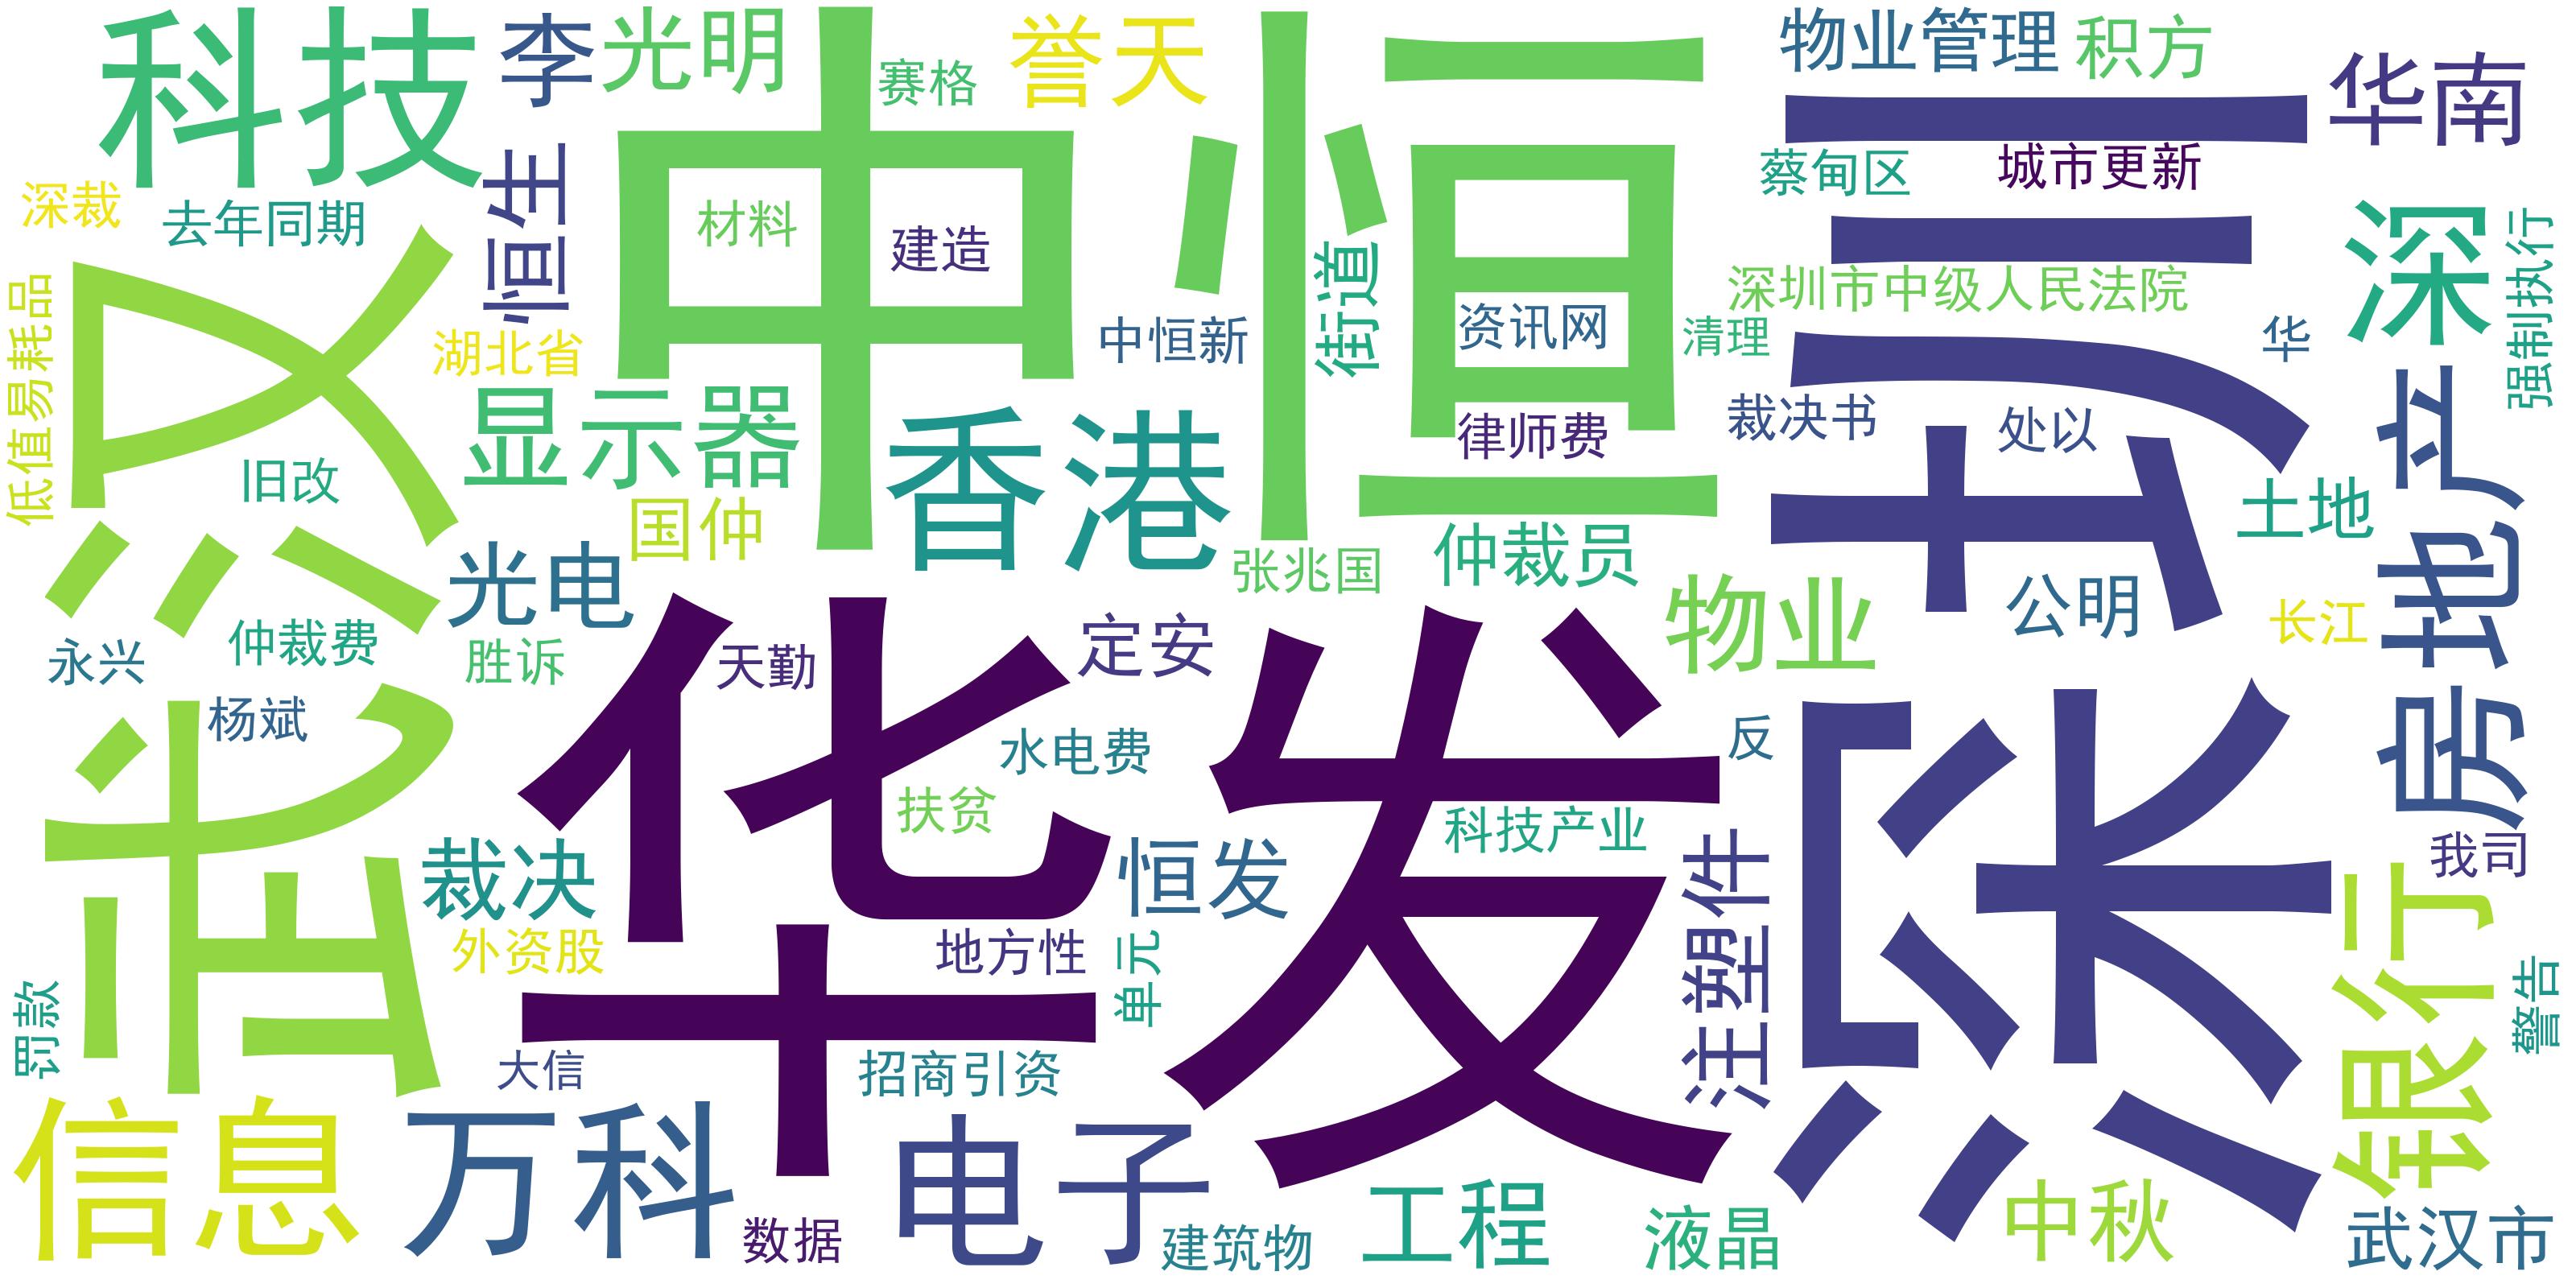 科技
李
光明
中恒
赛格
誉天
物业管理
积方
华南
深圳
蔡甸区
城市更新
深裁
去年同期
恒生
材料
建造
街道
深圳市中级人民法院
深
强制执行
武汉
低值易耗品
湖北省
中恒新
资讯网
清理
华
显示器
香港
律师费
裁决书
处以
房地产
旧改
国仲
光电
张兆国
仲裁员
土地
物业
公明
长江
永兴
仲裁费
胜诉
华发
天勤
定安
杨斌
水电费
反
扶贫
科技产业
裁决
恒发
注塑件
我司
银行
外资股
地方性
单元
罚款
大信
招商引资
警告
信息
万科
电子
工程
液晶
中秋
武汉市
数据
建筑物